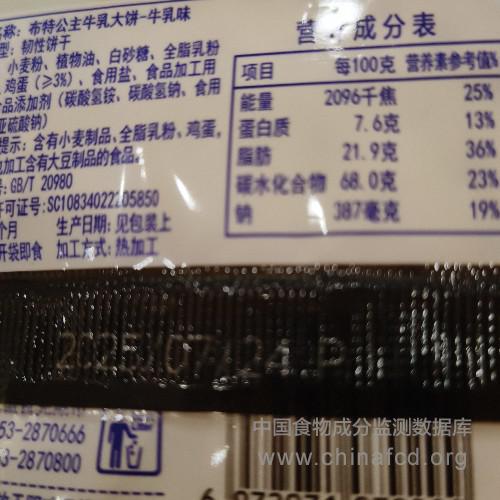 名称: 布特公主牛乳大饼-牛乳味
型: 韧性饼干
小麦粉、植物油、白砂糖、全脂乳粉
鸡蛋(≥3%)、食用盐、食品加工用
食品添加剂(碳酸氢铵、碳酸氢钠、食用
亚硫酸钠)
提示: 含有小麦制品、全脂乳粉、鸡蛋,
加工含有大豆制品的食品。
号: GB/T 20980
许可证号: SC10834022205850
个月 生产日期: 见包装上
开袋即食 加工方式: 热加工
营养成分表
项目 每100克 营养素参考值%
能量 2096千焦 25%
蛋白质 7.6克 13%
脂肪 21.9克 36%
碳水化合物 68.0克 23%
钠 387毫克 19%
2025/07/24 P
53-2870666
53-2870800
中国食物成分监测数据库
www.chinafcd.org